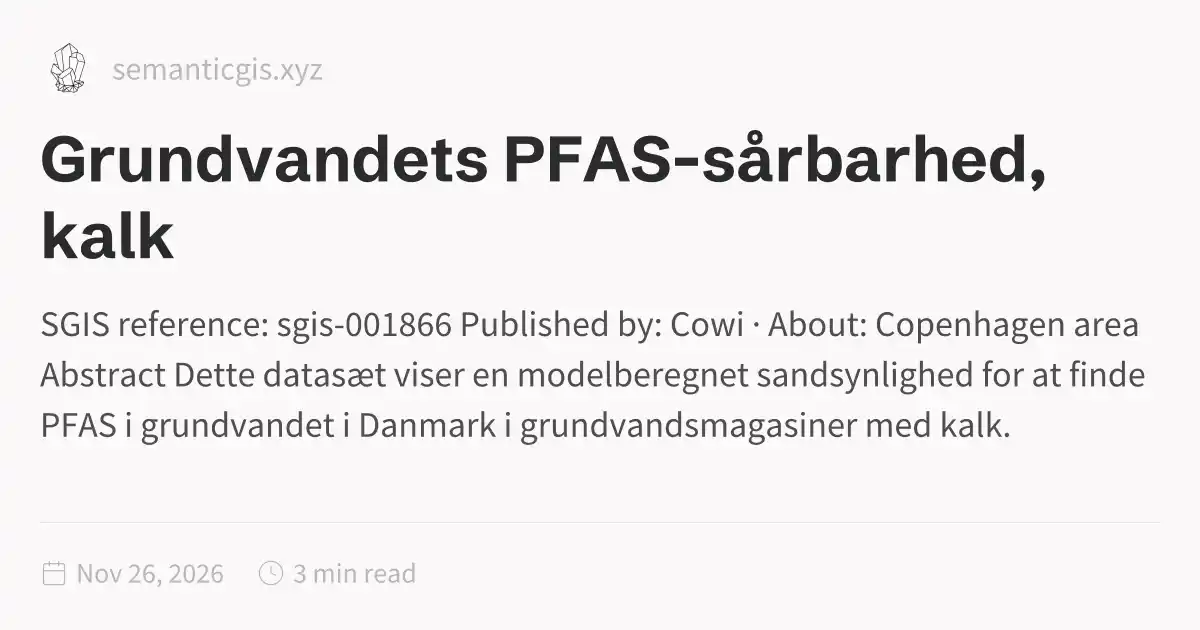 semanticgis.xyz
Grundvandets PFAS-sårbarhed,
kalk
SGIS reference: sgis-001866 Published by: Cowi · About: Copenhagen area
Abstract Dette datasæt viser en modelberegnet sandsynlighed for at finde
PFAS i grundvandet i Danmark i grundvandsmagasiner med kalk.
Nov 26, 2026 3 min read